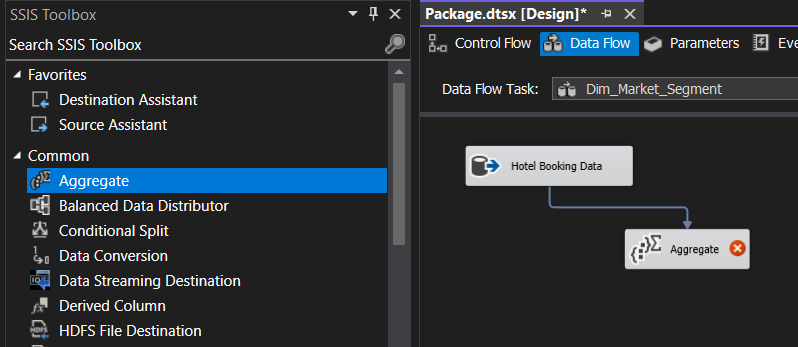 SSIS Toolbox
Search SSIS Toolbox
Favorites
Destination Assistant
Source Assistant
Common
Aggregate
Balanced Data Distributor
Conditional Split
Data Conversion
Data Streaming Destination
Derived Column
HDFS File Destination
Package.dtsx [Design]*
Control Flow
Data Flow
Parameters
Eve
Data Flow Task:
Dim_Market_Segment
Hotel Booking Data
Aggregate